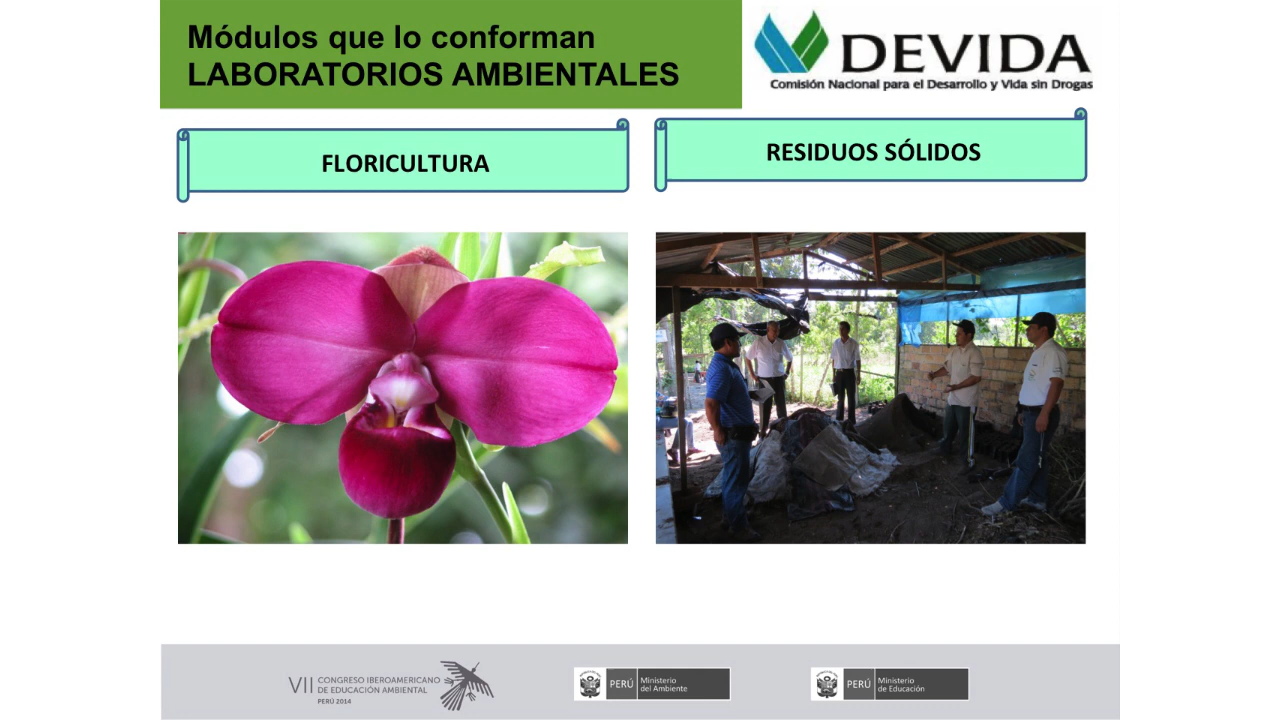 Módulos que lo conforman
LABORATORIOS AMBIENTALES
DEVIDA
Comisión Nacional para el Desarrollo y Vida sin Drogas
FLORICULTURA
RESIDUOS SÓLIDOS
VII CONGRESO IBEROAMERICANO
DE EDUCACIÓN AMBIENTAL
PERÚ 2014
PERÚ Ministerio
del Ambiente
PERÚ Ministerio
de Educación